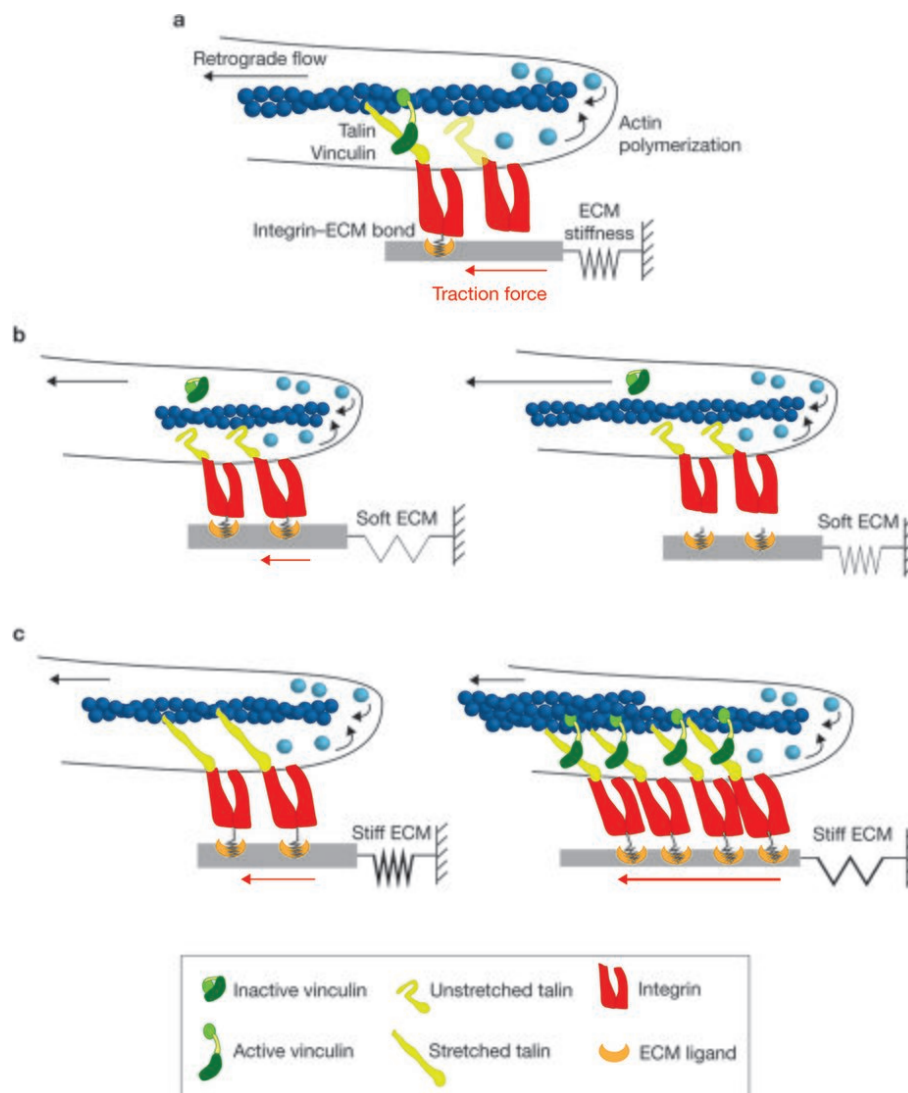 a
Retrograde flow
Talin
Vinculin
Actin
polymerization
Integrin–ECM bond
ECM
stiffness
Traction force
b
Soft ECM
Soft ECM
c
Stiff ECM
Stiff ECM
Inactive vinculin
Unstretched talin
Integrin
Active vinculin
Stretched talin
ECM ligand